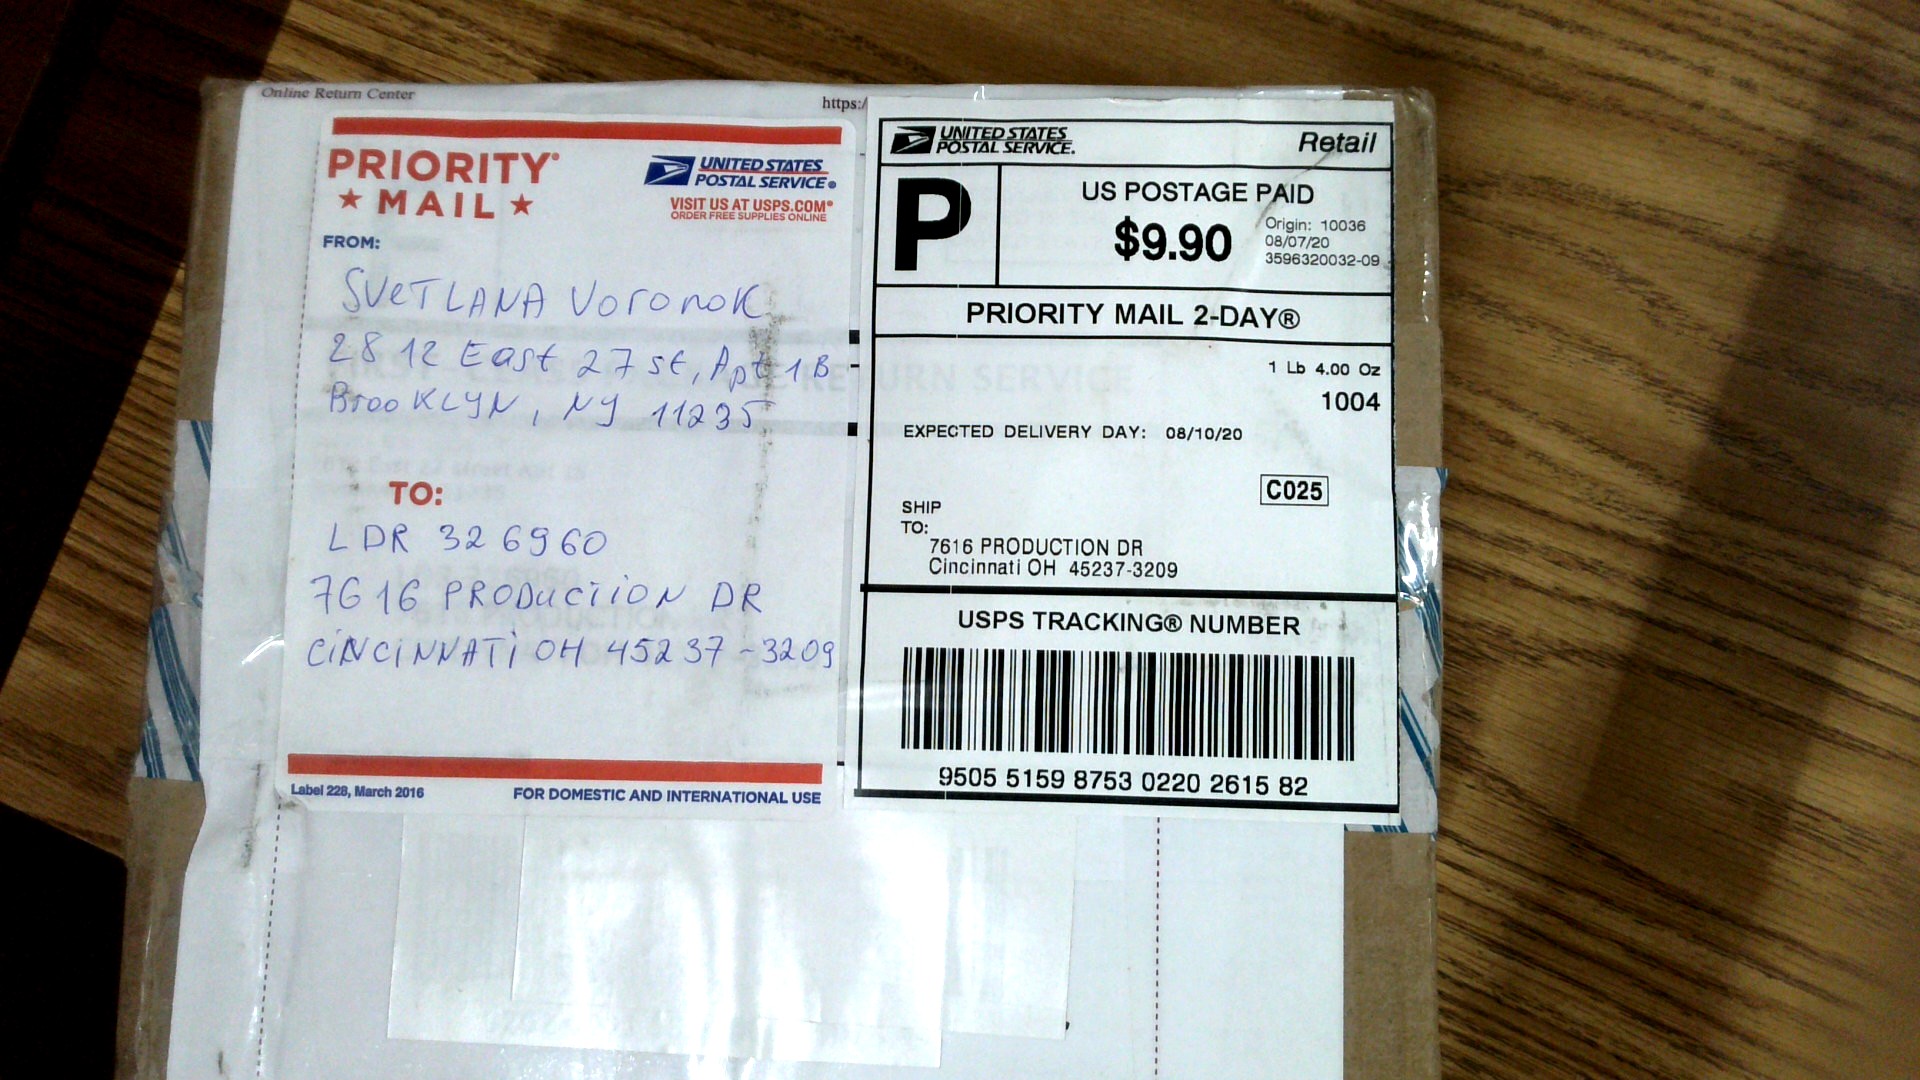 Online Return Center
https:/
PRIORITY®
★ MAIL ★
UNITED STATES
POSTAL SERVICE®
VISIT US AT USPS.COM®
ORDER FREE SUPPLIES ONLINE
FROM:
SVETLANA VORONOK
2812 East 27 st, Apt 1B
BrooKLYN, NY 11235
TO:
LDR 326960
7616 PRODUCTION DR
CiNCiNNATi OH 45237-3209
Label 228, March 2016
FOR DOMESTIC AND INTERNATIONAL USE
UNITED STATES
POSTAL SERVICE.
Retail
P
US POSTAGE PAID
$9.90
Origin: 10036
08/07/20
3596320032-09
PRIORITY MAIL 2-DAY®
1 Lb 4.00 Oz
1004
EXPECTED DELIVERY DAY: 08/10/20
C025
SHIP
TO:
7616 PRODUCTION DR
Cincinnati OH 45237-3209
USPS TRACKING® NUMBER
9505 5159 8753 0220 2615 82
RETURN SERVICE